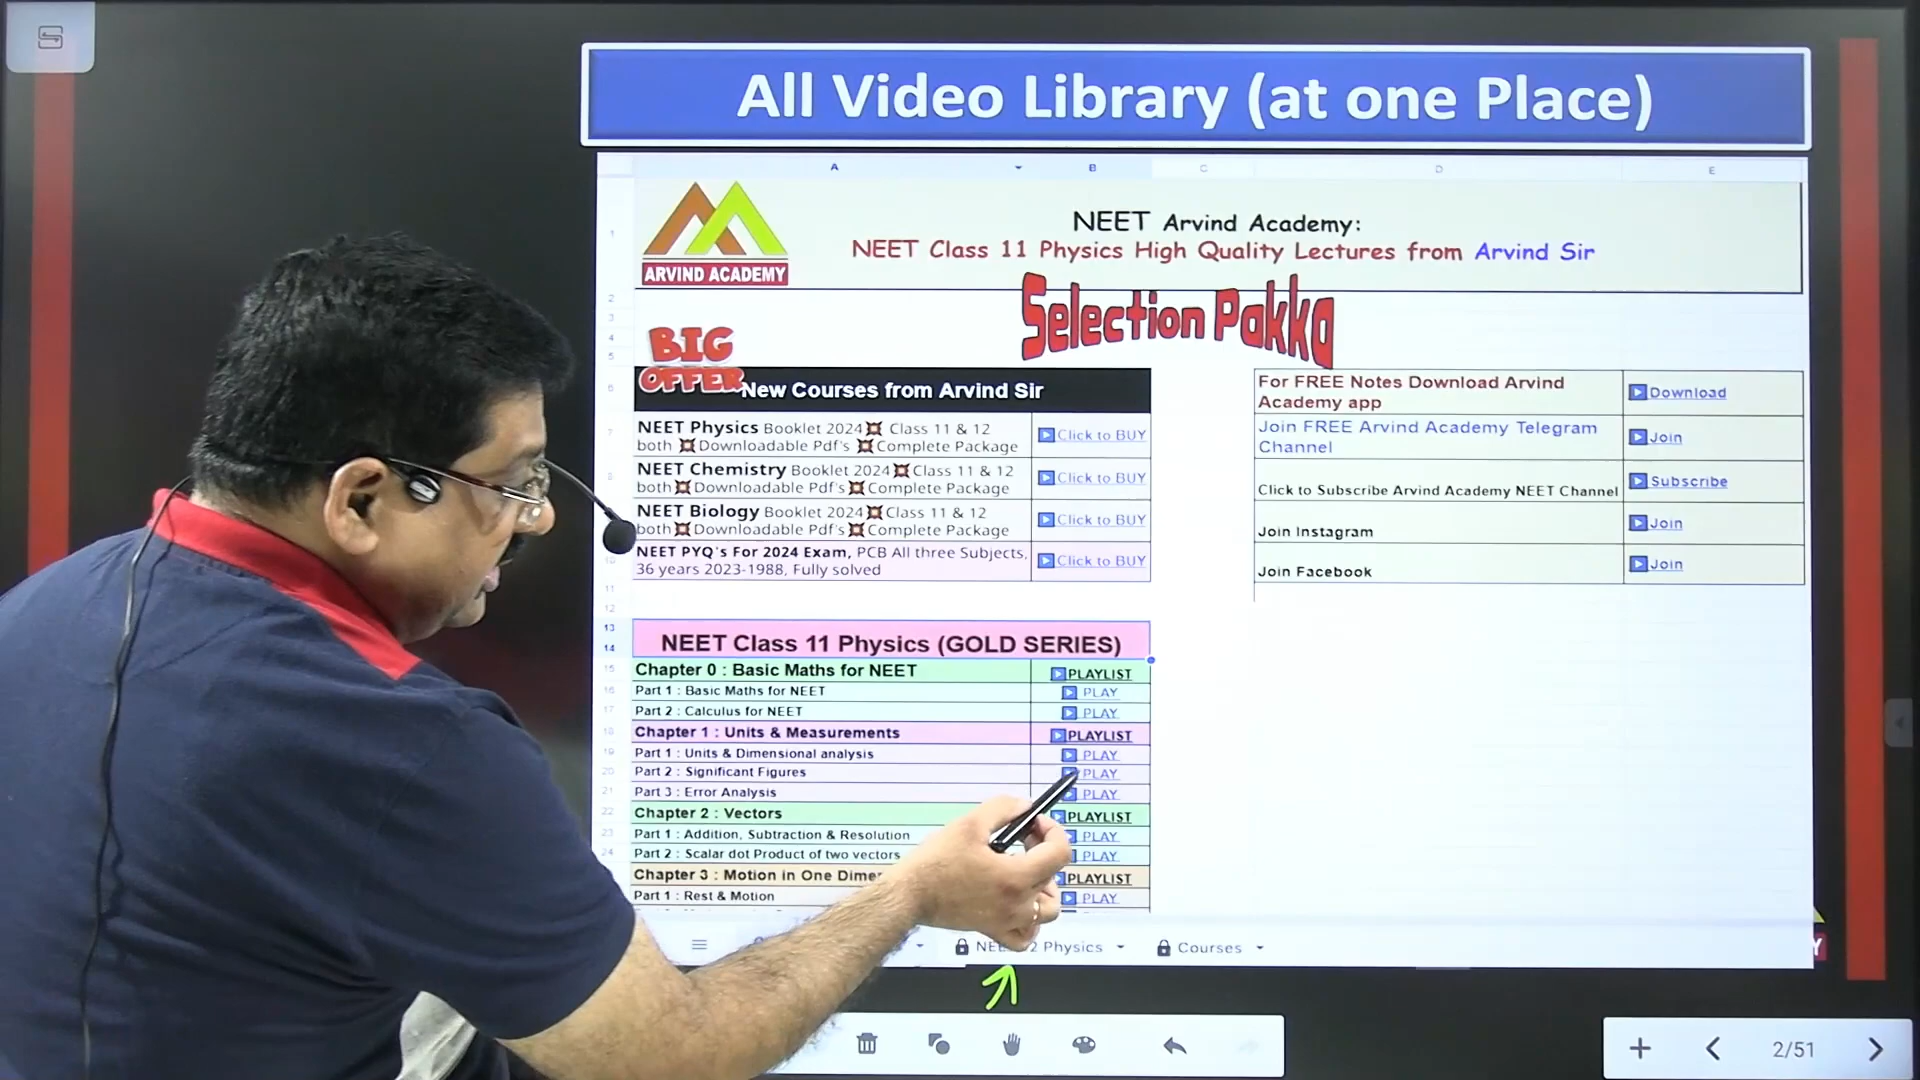 All Video Library (at one Place)
A B C D E
ARVIND ACADEMY
NEET Arvind Academy:
NEET Class 11 Physics High Quality Lectures from Arvind Sir
Selection Pakka
BIG
OFFER
New Courses from Arvind Sir
NEET Physics Booklet 2024 Class 11 & 12
both Downloadable Pdf's Complete Package
Click to BUY
NEET Chemistry Booklet 2024 Class 11 & 12
both Downloadable Pdf's Complete Package
Click to BUY
NEET Biology Booklet 2024 Class 11 & 12
both Downloadable Pdf's Complete Package
Click to BUY
NEET PYQ's For 2024 Exam, PCB All three Subjects,
36 years 2023-1988, Fully solved
Click to BUY
For FREE Notes Download Arvind
Academy app
Download
Join FREE Arvind Academy Telegram
Channel
Join
Click to Subscribe Arvind Academy NEET Channel
Subscribe
Join Instagram
Join
Join Facebook
Join
NEET Class 11 Physics (GOLD SERIES)
Chapter 0 : Basic Maths for NEET PLAYLIST
Part 1 : Basic Maths for NEET PLAY
Part 2 : Calculus for NEET PLAY
Chapter 1 : Units & Measurements PLAYLIST
Part 1 : Units & Dimensional analysis PLAY
Part 2 : Significant Figures PLAY
Part 3 : Error Analysis PLAY
Chapter 2 : Vectors PLAYLIST
Part 1 : Addition, Subtraction & Resolution PLAY
Part 2 : Scalar dot Product of two vectors PLAY
Chapter 3 : Motion in One PLAYLIST
Part 1 : Rest & Motion PLAY
Physics
Courses
2/51